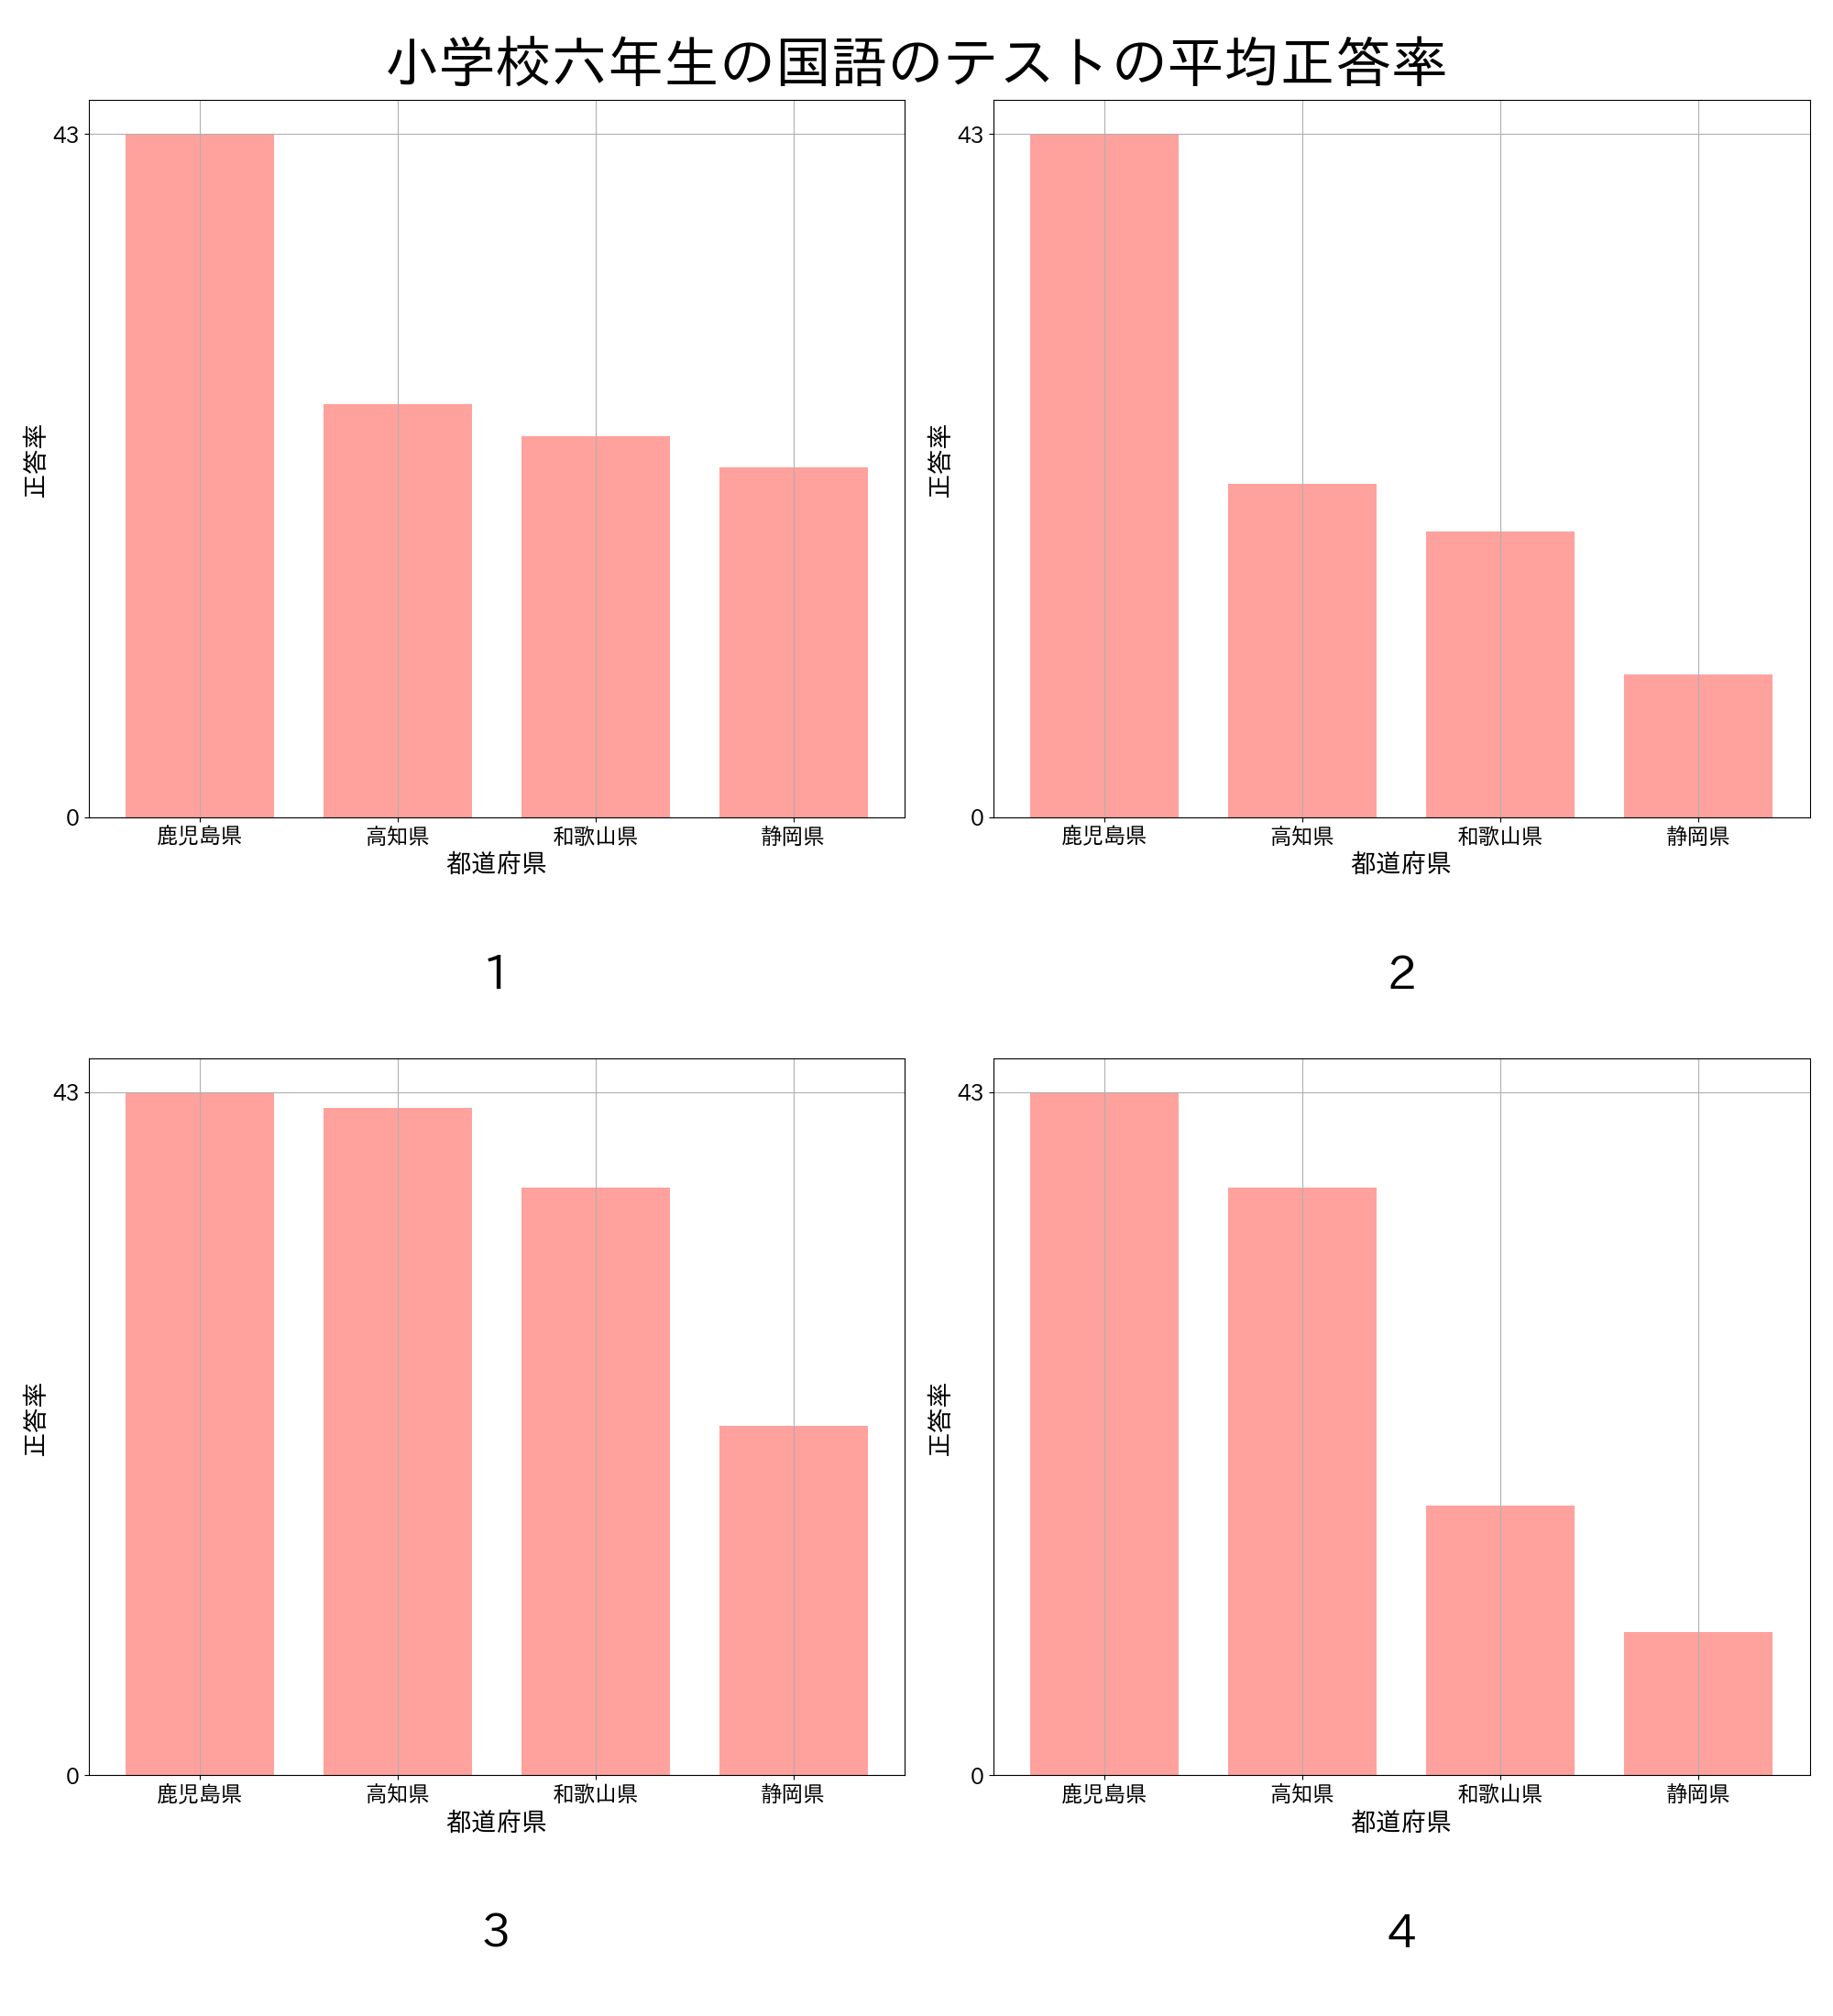 小学校六年生の国語のテストの平均正答率
43
正答率
0
鹿児島県 高知県 和歌山県 静岡県
都道府県
1
43
正答率
0
鹿児島県 高知県 和歌山県 静岡県
都道府県
2
43
正答率
0
鹿児島県 高知県 和歌山県 静岡県
都道府県
3
43
正答率
0
鹿児島県 高知県 和歌山県 静岡県
都道府県
4